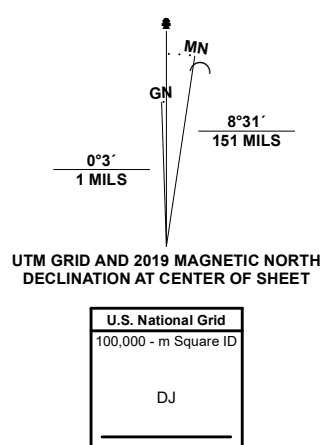 MN
GN
8°31´
151 MILS
0°3´
1 MILS
UTM GRID AND 2019 MAGNETIC NORTH
DECLINATION AT CENTER OF SHEET
U.S. National Grid
100,000 - m Square ID
DJ